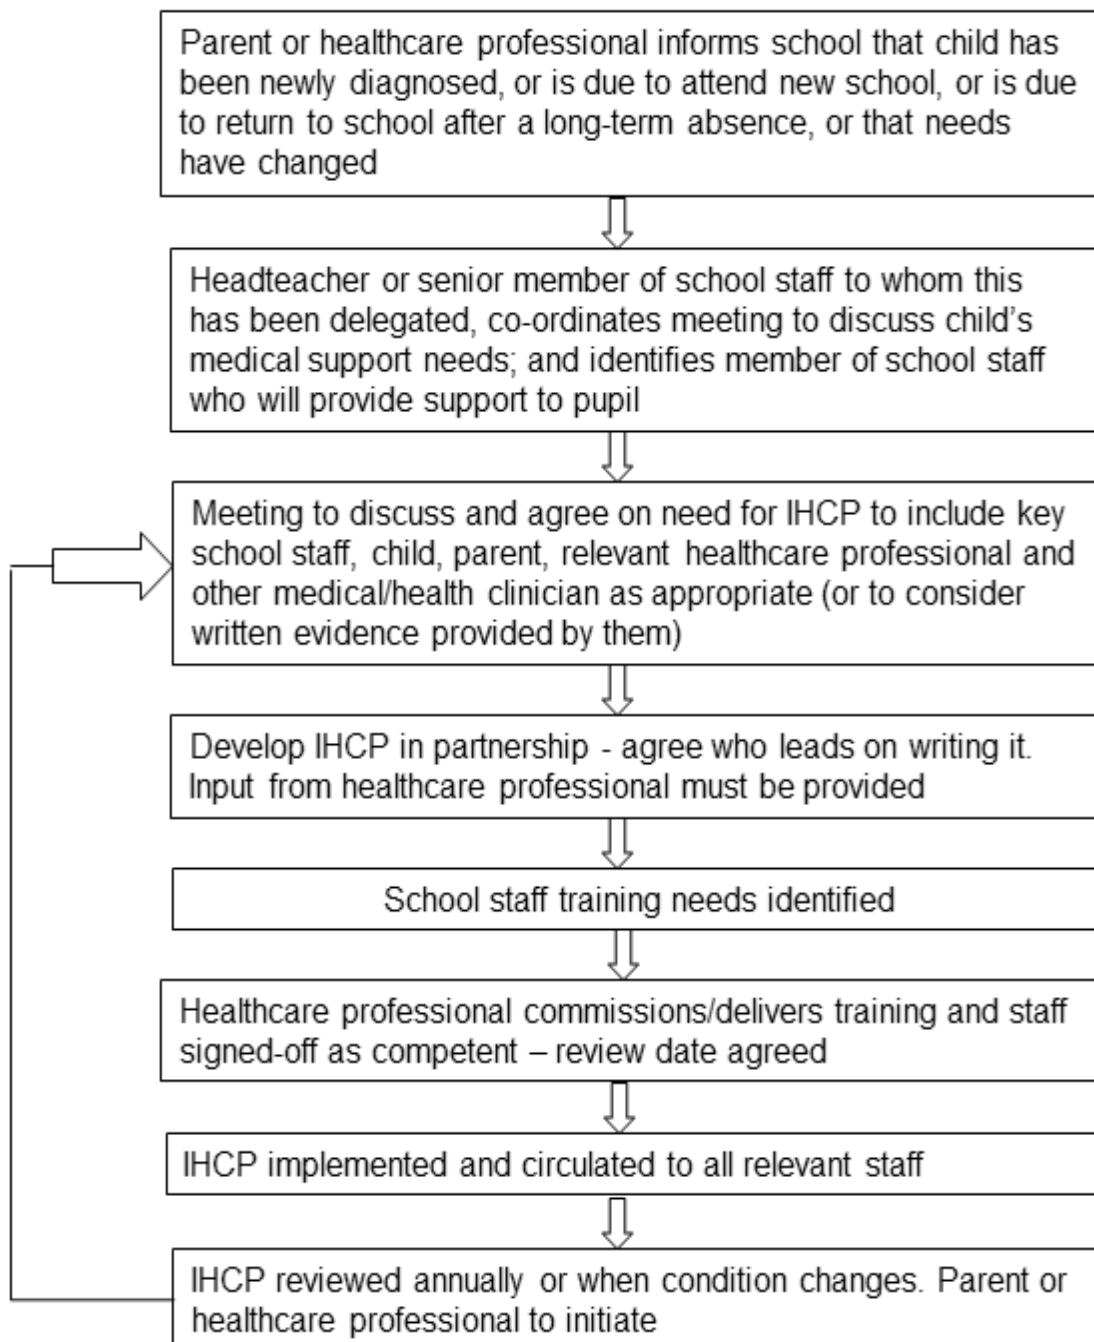 Parent or healthcare professional informs school that child has
been newly diagnosed, or is due to attend new school, or is due
to return to school after a long-term absence, or that needs
have changed
Headteacher or senior member of school staff to whom this
has been delegated, co-ordinates meeting to discuss child's
medical support needs; and identifies member of school staff
who will provide support to pupil
Meeting to discuss and agree on need for IHCP to include key
school staff, child, parent, relevant healthcare professional and
other medical/health clinician as appropriate (or to consider
written evidence provided by them)
Develop IHCP in partnership - agree who leads on writing it.
Input from healthcare professional must be provided
School staff training needs identified
Healthcare professional commissions/delivers training and staff
signed-off as competent – review date agreed
IHCP implemented and circulated to all relevant staff
IHCP reviewed annually or when condition changes. Parent or
healthcare professional to initiate